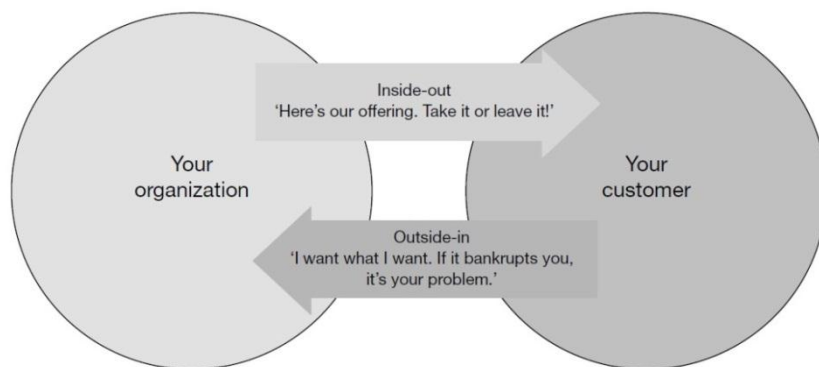 Inside-out
‘Here’s our offering. Take it or leave it!’
Your
organization
Your
customer
Outside-in
‘I want what I want. If it bankrupts you,
it’s your problem.’